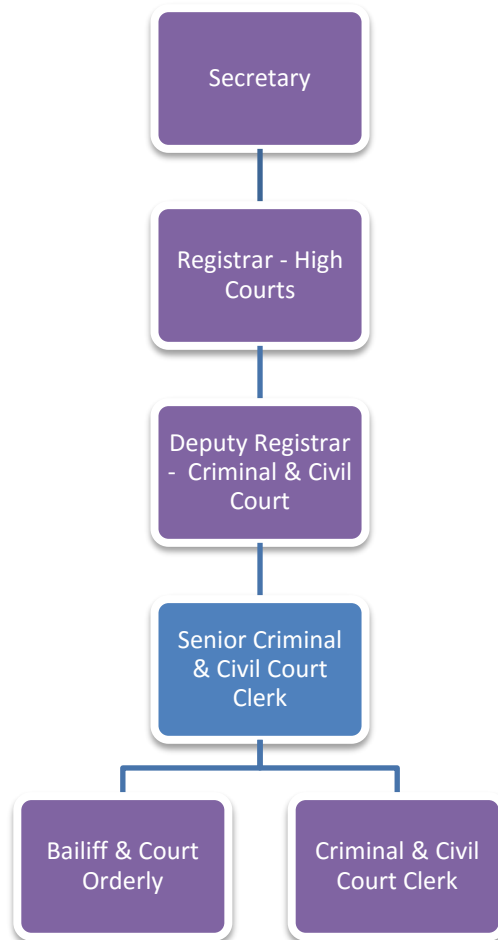 Secretary
Registrar - High
Courts
Deputy Registrar
- Criminal & Civil
Court
Senior Criminal
& Civil Court
Clerk
Bailiff & Court
Orderly
Criminal & Civil
Court Clerk